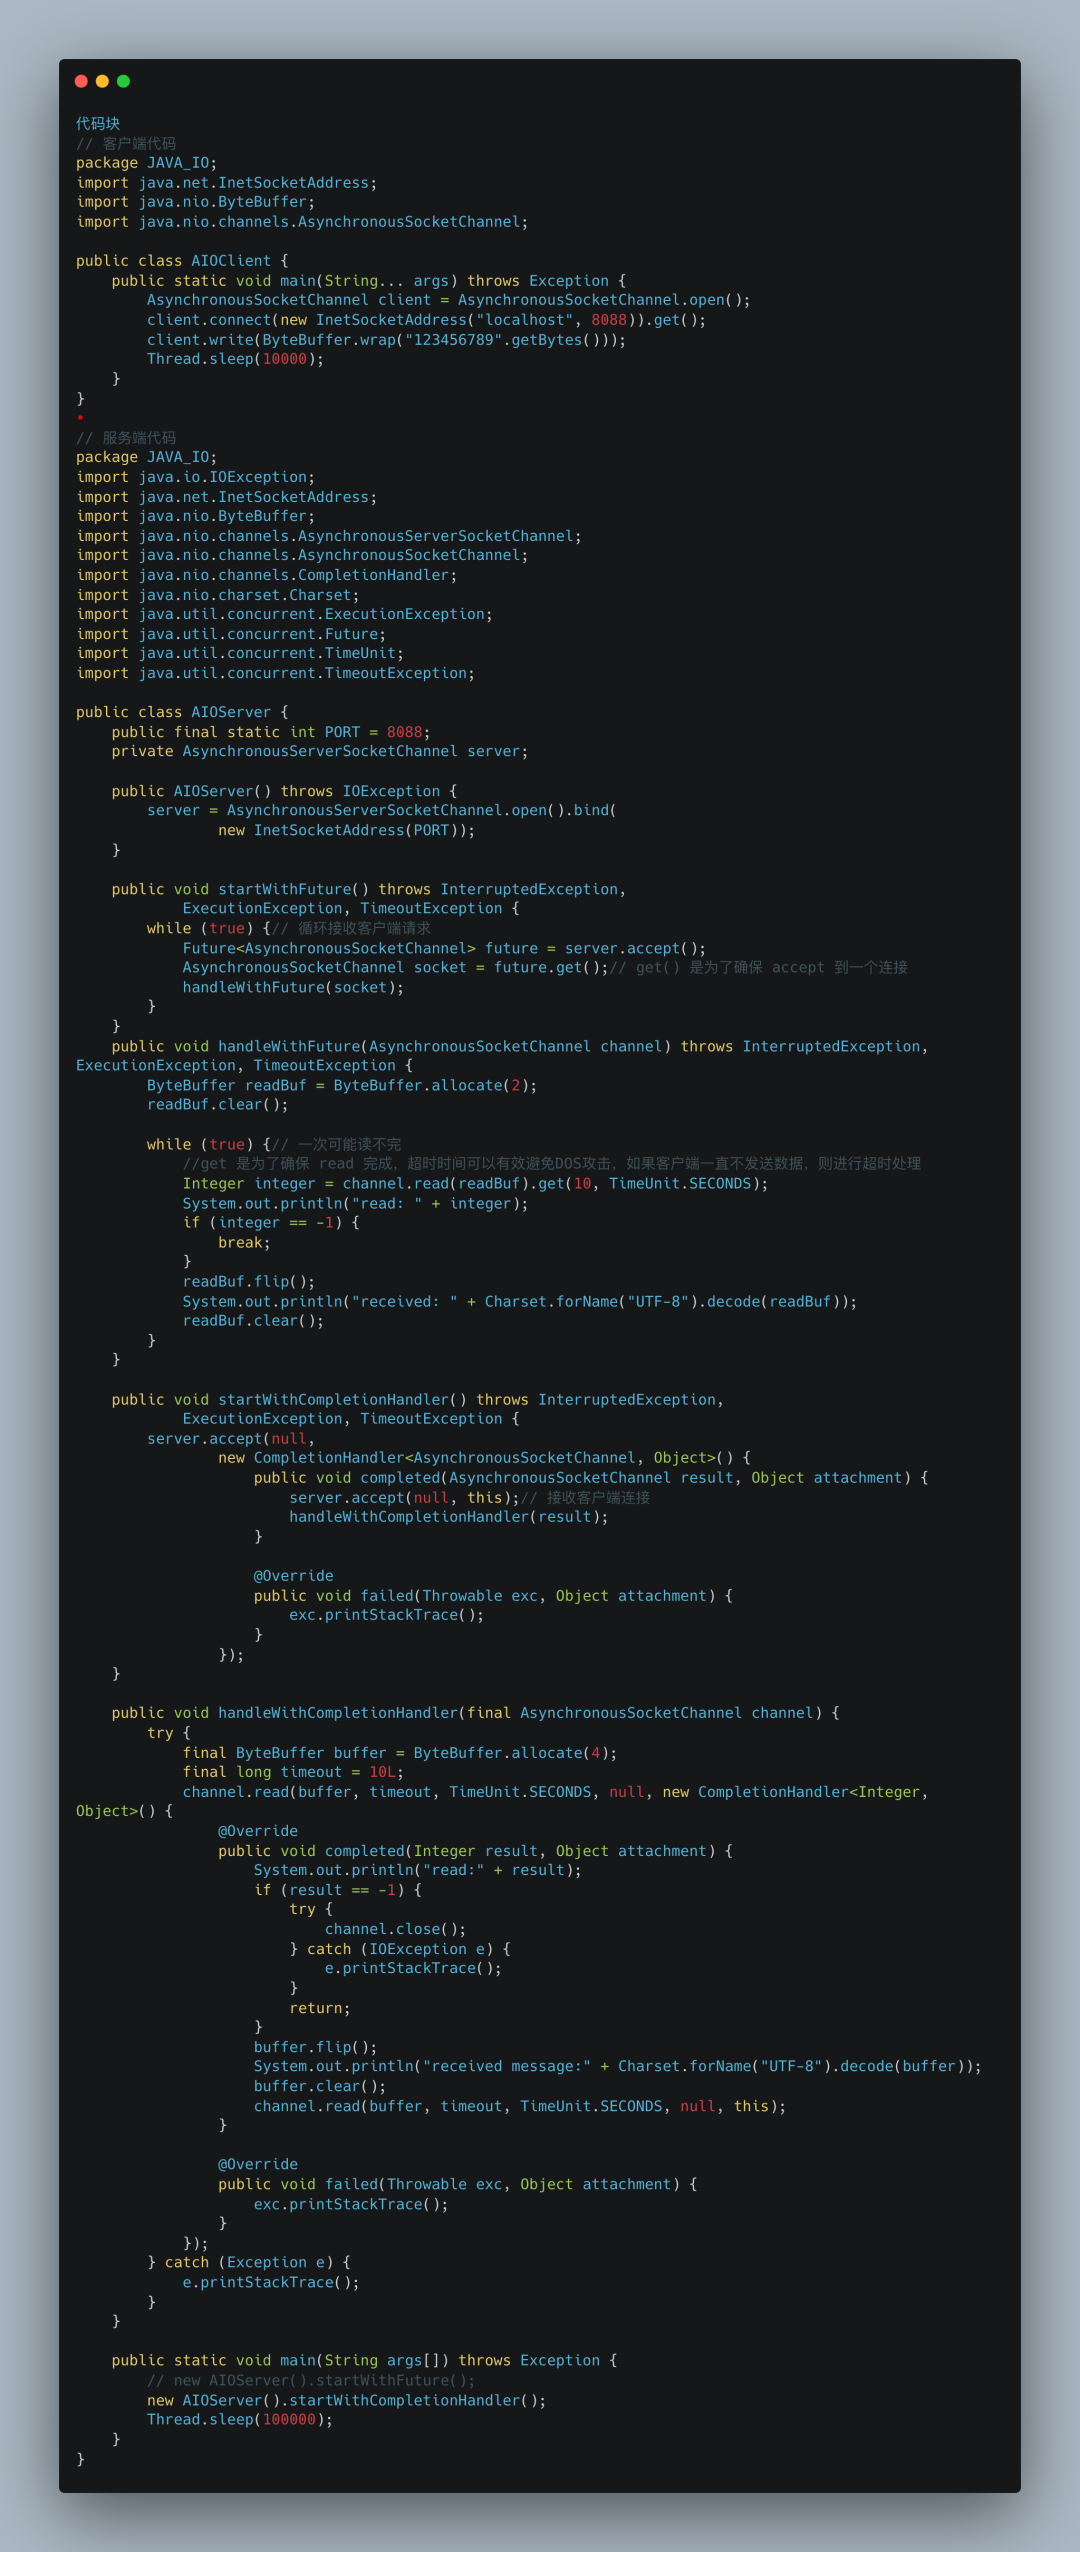 代码块
// 客户端代码
package JAVA_IO;
import java.net.InetSocketAddress;
import java.nio.ByteBuffer;
import java.nio.channels.AsynchronousSocketChannel;

public class AIOClient {
    public static void main(String... args) throws Exception {
        AsynchronousSocketChannel client = AsynchronousSocketChannel.open();
        client.connect(new InetSocketAddress("localhost", 8088)).get();
        client.write(ByteBuffer.wrap("123456789".getBytes()));
        Thread.sleep(10000);
    }
}
// 服务端代码
package JAVA_IO;
import java.io.IOException;
import java.net.InetSocketAddress;
import java.nio.ByteBuffer;
import java.nio.channels.AsynchronousServerSocketChannel;
import java.nio.channels.AsynchronousSocketChannel;
import java.nio.channels.CompletionHandler;
import java.nio.charset.Charset;
import java.util.concurrent.ExecutionException;
import java.util.concurrent.Future;
import java.util.concurrent.TimeUnit;
import java.util.concurrent.TimeoutException;

public class AIOServer {
    public final static int PORT = 8088;
    private AsynchronousServerSocketChannel server;

    public AIOServer() throws IOException {
        server = AsynchronousServerSocketChannel.open().bind(
                new InetSocketAddress(PORT));
    }

    public void startWithFuture() throws InterruptedException,
            ExecutionException, TimeoutException {
        while (true) {// 循环接收客户端请求
            Future<AsynchronousSocketChannel> future = server.accept();
            AsynchronousSocketChannel socket = future.get();// get() 是为了确保 accept 到一个连接
            handleWithFuture(socket);
        }
    }
    public void handleWithFuture(AsynchronousSocketChannel channel) throws InterruptedException,
ExecutionException, TimeoutException {
        ByteBuffer readBuf = ByteBuffer.allocate(2);
        readBuf.clear();

        while (true) {// 一次可能读不完
            //get 是为了确保 read 完成，超时时间可以有效避免DOS攻击，如果客户端一直不发送数据，则进行超时处理
            Integer integer = channel.read(readBuf).get(10, TimeUnit.SECONDS);
            System.out.println("read: " + integer);
            if (integer == -1) {
                break;
            }
            readBuf.flip();
            System.out.println("received: " + Charset.forName("UTF-8").decode(readBuf));
            readBuf.clear();
        }
    }

    public void startWithCompletionHandler() throws InterruptedException,
            ExecutionException, TimeoutException {
        server.accept(null,
                new CompletionHandler<AsynchronousSocketChannel, Object>() {
                    public void completed(AsynchronousSocketChannel result, Object attachment) {
                        server.accept(null, this);// 接收客户端连接
                        handleWithCompletionHandler(result);
                    }

                    @Override
                    public void failed(Throwable exc, Object attachment) {
                        exc.printStackTrace();
                    }
                });
    }

    public void handleWithCompletionHandler(final AsynchronousSocketChannel channel) {
        try {
            final ByteBuffer buffer = ByteBuffer.allocate(4);
            final long timeout = 10L;
            channel.read(buffer, timeout, TimeUnit.SECONDS, null, new CompletionHandler<Integer,
Object>() {
                @Override
                public void completed(Integer result, Object attachment) {
                    System.out.println("read:" + result);
                    if (result == -1) {
                        try {
                            channel.close();
                        } catch (IOException e) {
                            e.printStackTrace();
                        }
                        return;
                    }
                    buffer.flip();
                    System.out.println("received message:" + Charset.forName("UTF-8").decode(buffer));
                    buffer.clear();
                    channel.read(buffer, timeout, TimeUnit.SECONDS, null, this);
                }

                @Override
                public void failed(Throwable exc, Object attachment) {
                    exc.printStackTrace();
                }
            });
        } catch (Exception e) {
            e.printStackTrace();
        }
    }

    public static void main(String args[]) throws Exception {
        // new AIOServer().startWithFuture();
        new AIOServer().startWithCompletionHandler();
        Thread.sleep(100000);
    }
}